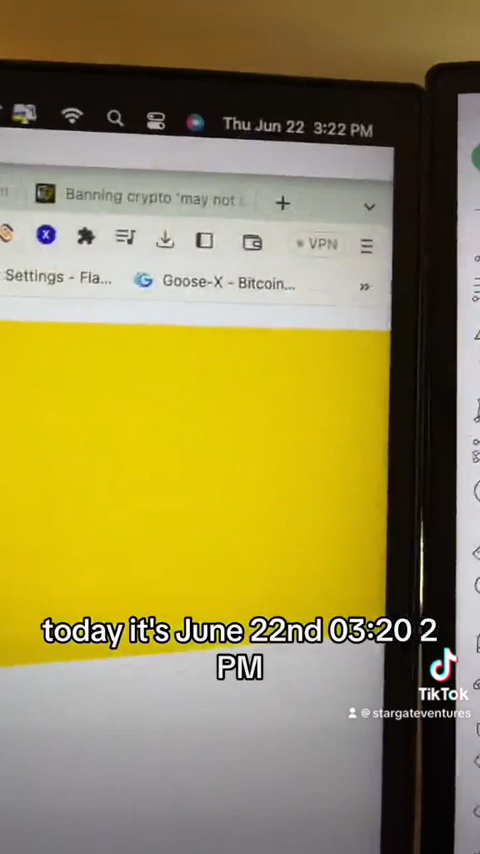 Thu Jun 22 3:22 PM
Banning crypto 'may not
VPN
Settings - Fla...
Goose-X - Bitcoin...
today it's June 22nd 03:20 2
PM
TikTok
@stargateventures